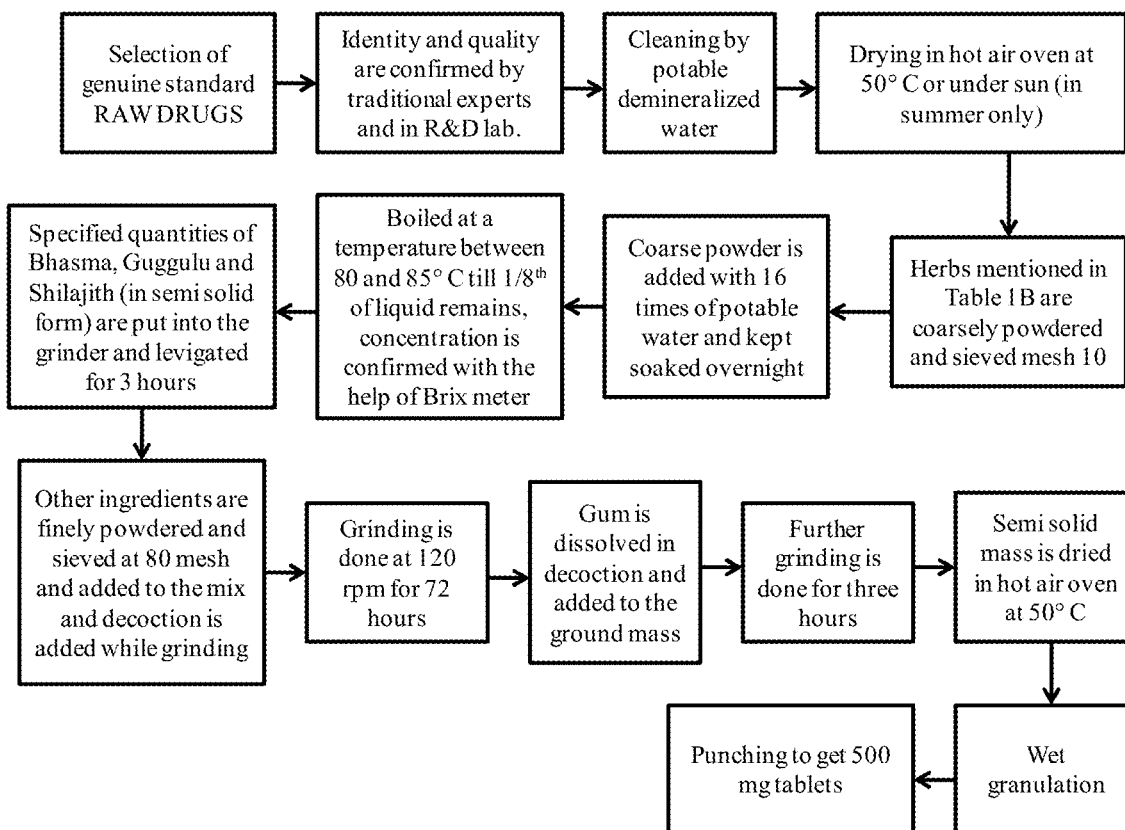 Selection of
genuine standard
RAW DRUGS
Identity and quality
are confirmed by
traditional experts
and in R&D lab.
Cleaning by
potable
demineralized
water
Drying in hot air oven at
50° C or under sun (in
summer only)
Herbs mentioned in
Table 1B are
coarsely powdered
and sieved mesh 10
Coarse powder is
added with 16
times of potable
water and kept
soaked overnight
Boiled at a
temperature between
80 and 85° C till 1/8th
of liquid remains,
concentration is
confirmed with the
help of Brix meter
Specified quantities of
Bhasma, Guggulu and
Shilajith (in semi solid
form) are put into the
grinder and levigated
for 3 hours
Other ingredients are
finely powdered and
sieved at 80 mesh
and added to the mix
and decoction is
added while grinding
Grinding is
done at 120
rpm for 72
hours
Gum is
dissolved in
decoction and
added to the
ground mass
Further
grinding is
done for three
hours
Semi solid
mass is dried
in hot air oven
at 50° C
Wet
granulation
Punching to get 500
mg tablets